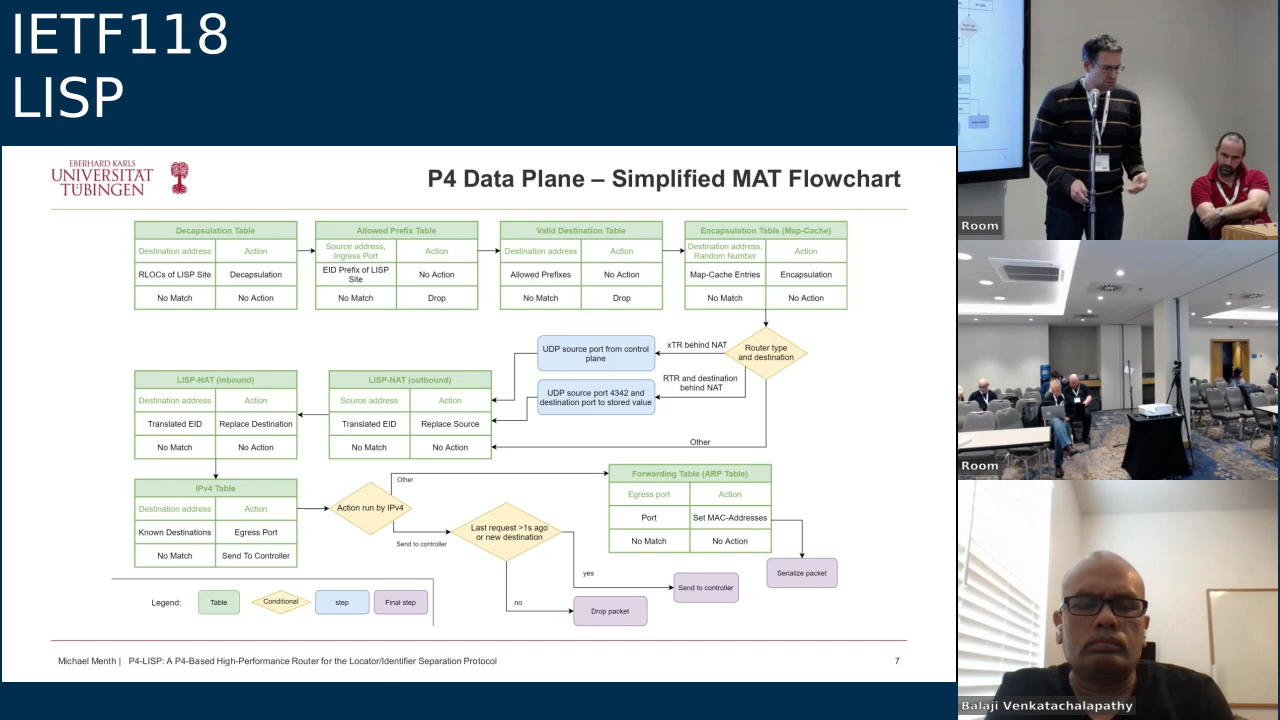 IETF118
LISP
EBERHARD KARLS
UNIVERSITÄT
TÜBINGEN
P4 Data Plane – Simplified MAT Flowchart
Decapsulation Table
Destination address
Action
RLOCs of LISP Site
Decapsulation
No Match
No Action
Allowed Prefix Table
Source address,
Ingress Port
Action
EID Prefix of LISP
Site
No Action
No Match
Drop
Valid Destination Table
Destination address
Action
Allowed Prefixes
No Action
No Match
Drop
Encapsulation Table (Map-Cache)
Destination address,
Random Number
Action
Map-Cache Entries
Encapsulation
No Match
No Action
Router type
and destination
xTR behind NAT
UDP source port from control
plane
RTR and destination
behind NAT
UDP source port 4342 and
destination port to stored value
Other
LISP-NAT (inbound)
Destination address
Action
Translated EID
Replace Destination
No Match
No Action
LISP-NAT (outbound)
Source address
Action
Translated EID
Replace Source
No Match
No Action
IPv4 Table
Destination address
Action
Known Destinations
Egress Port
No Match
Send To Controller
Action run by IPv4
Other
Send to controller
Last request >1s ago
or new destination
yes
no
Forwarding Table (ARP Table)
Egress port
Action
Port
Set MAC-Addresses
No Match
No Action
Serialize packet
Send to controller
Drop packet
Legend:
Table
Conditional
step
Final step
Michael Menth | P4-LISP: A P4-Based High-Performance Router for the Locator/Identifier Separation Protocol
7
Room
Room
Balaji Venkatachalapathy